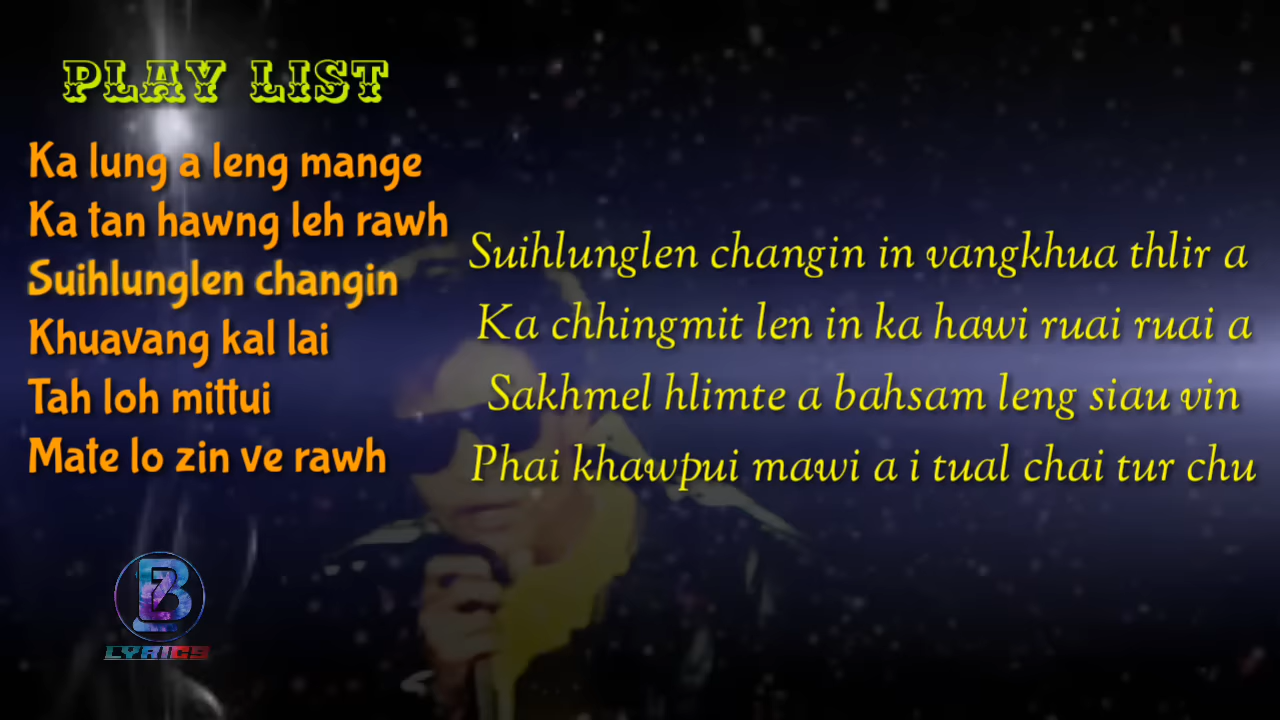 PLAY LIST
Ka lung a leng mange
Ka tan hawng leh rawh
Suihlunglen changin
Khuavang kal lai
Tah loh mittui
Mate lo zin ve rawh
Suihlunglen changin in vangkhua thlir a
Ka chhingmit len in ka hawi ruai ruai a
Sakhmel hlimte a bahsam leng siau vin
Phai khawpui mawi a i tual chai tur chu
LYRICS